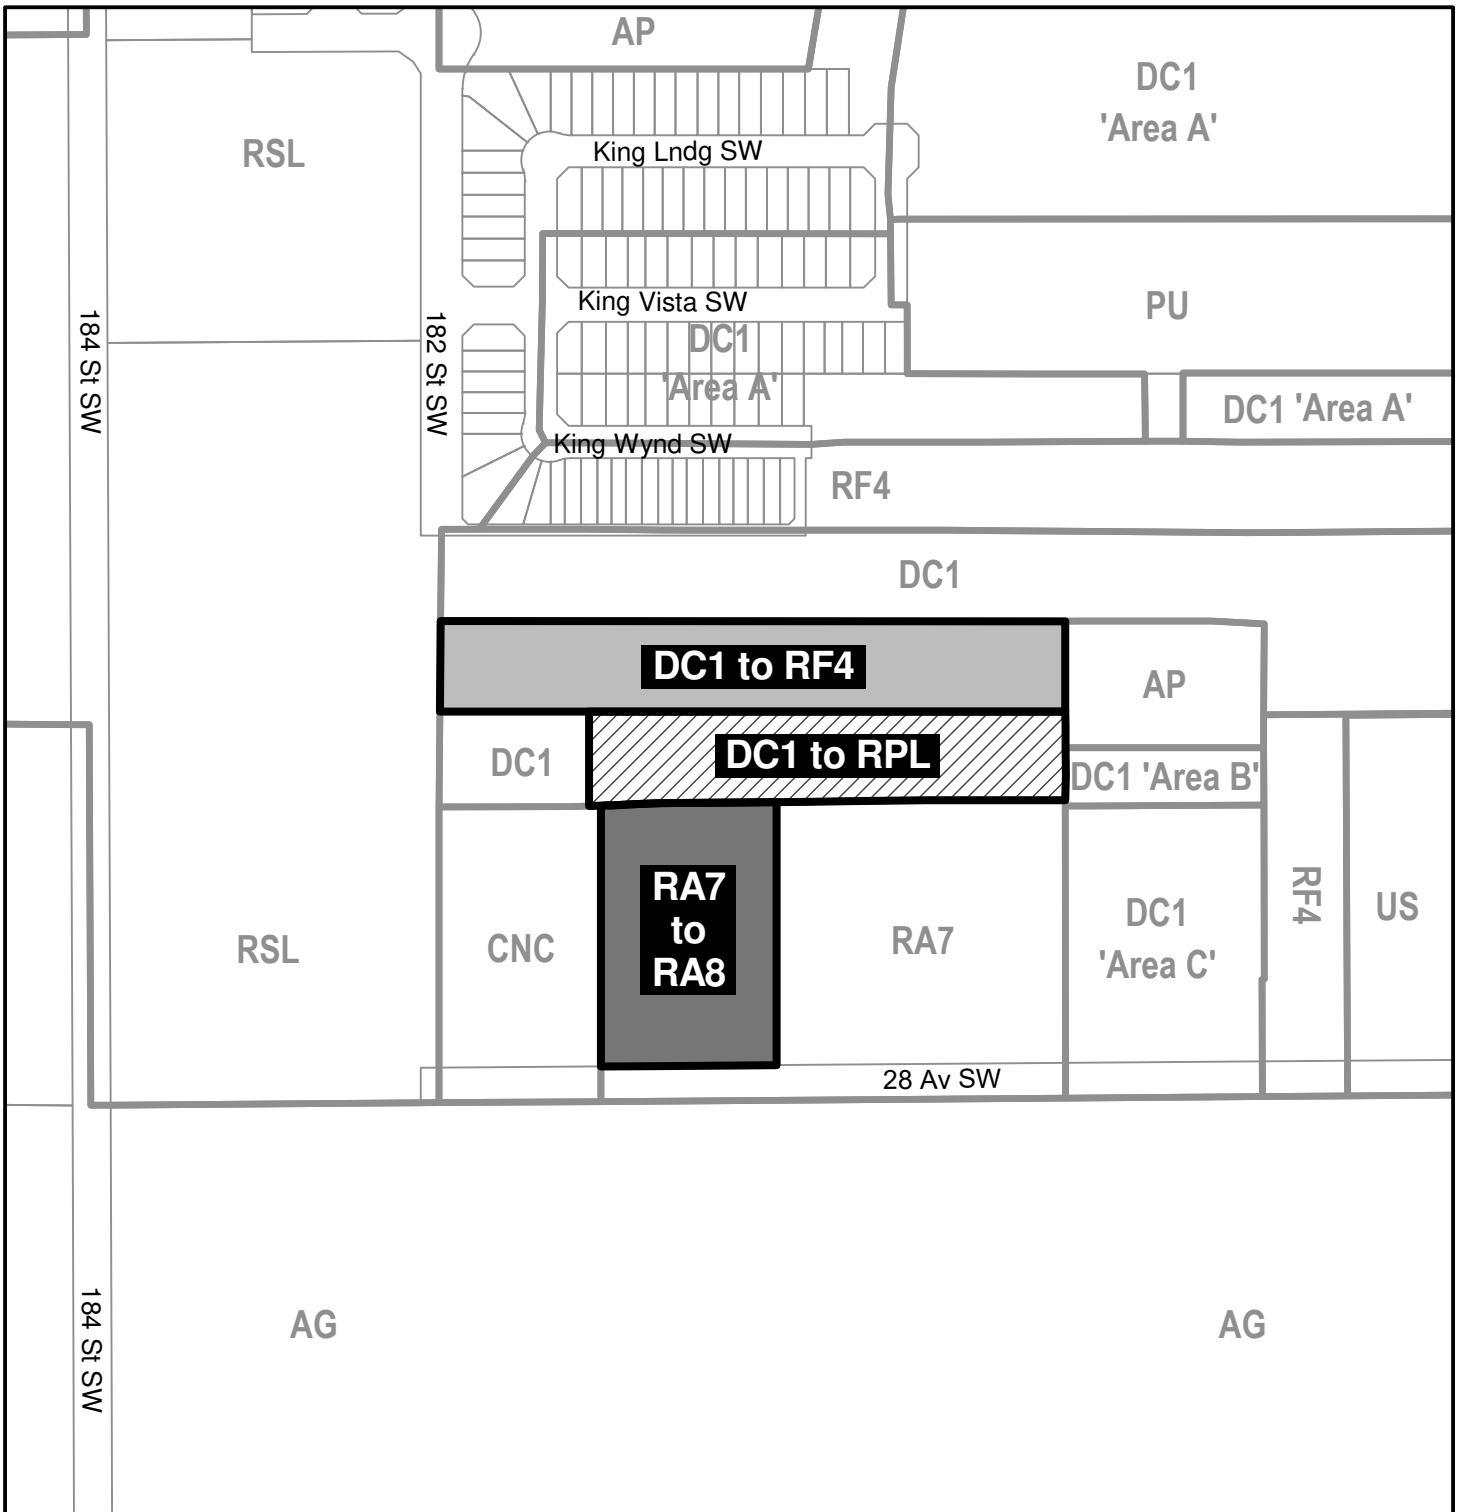 AP
DC1
'Area A'
RSL
King Lndg SW
King Vista SW
PU
184 St SW
182 St SW
DC1
'Area A'
DC1 'Area A'
King Wynd SW
RF4
DC1
DC1 to RF4
AP
DC1
DC1 to RPL
DC1 'Area B'
RA7
to
RA8
RSL
CNC
RA7
DC1
'Area C'
RF4
US
28 Av SW
184 St SW
AG
AG